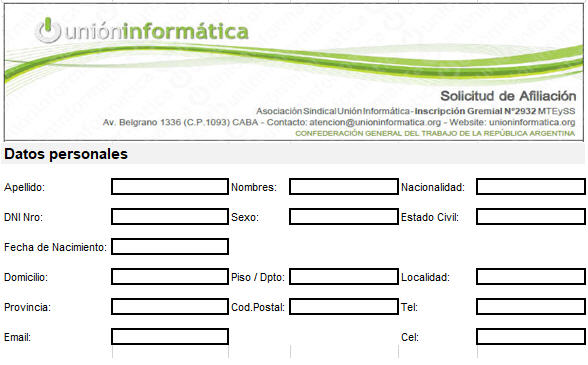 unióninformática
Solicitud de Afiliación
Asociación Sindical Unión Informática - Inscripción Gremial Nº2932 MTEySS
Av. Belgrano 1336 (C.P.1093) CABA - Contacto: atencion@unioninformatica.org - Website: unioninformatica.org
CONFEDERACIÓN GENERAL DEL TRABAJO DE LA REPÚBLICA ARGENTINA
Datos personales
Apellido: Nombres: Nacionalidad:
DNI Nro: Sexo: Estado Civil:
Fecha de Nacimiento:
Domicilio: Piso / Dpto: Localidad:
Provincia: Cod.Postal: Tel:
Email: Cel: